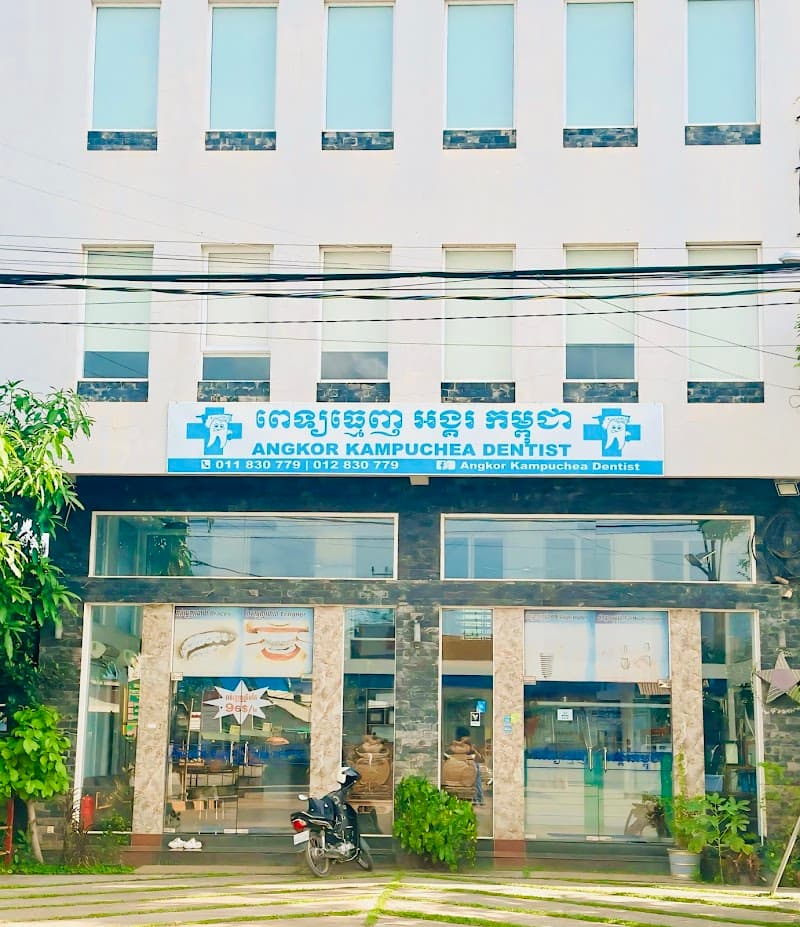 ពេទ្យធ្មេញ អង្គរ កម្ពុជា
ANGKOR KAMPUCHEA DENTIST
011 830 779 | 012 830 779
Angkor Kampuchea Dentist
Braces